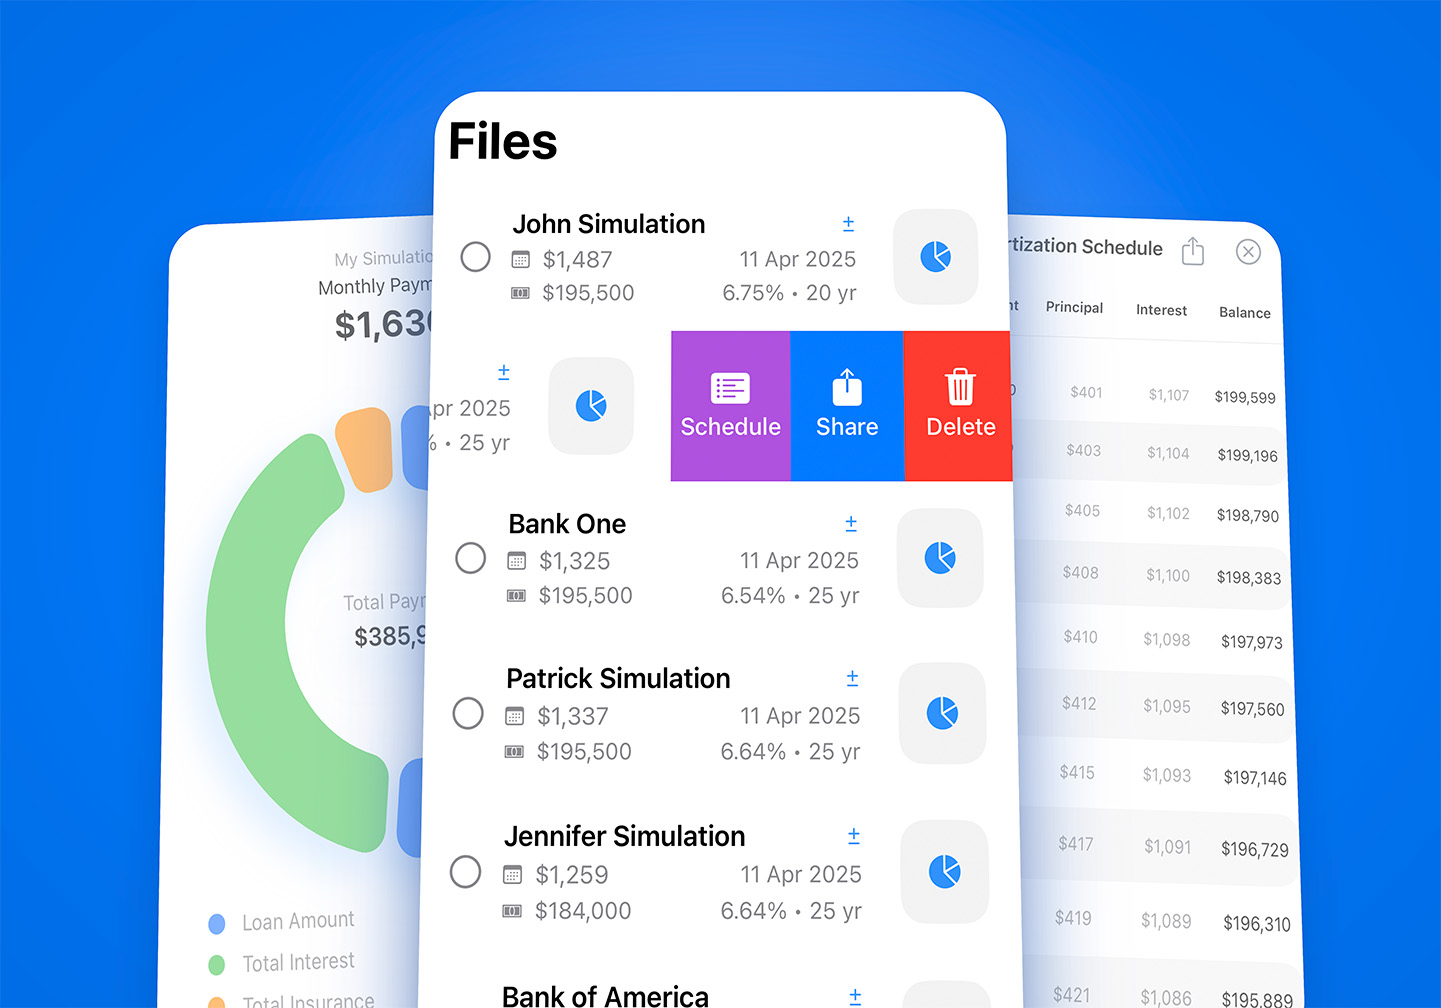 My Simulatio
Monthly Paym
$1,630
Total Payr
$385,9
Loan Amount
Total Interest
Total Insurance
Files
John Simulation ±
$1,487 11 Apr 2025
$195,500 6.75% • 20 yr
±
pr 2025
% • 25 yr
Schedule Share Delete
Bank One ±
$1,325 11 Apr 2025
$195,500 6.54% • 25 yr
Patrick Simulation ±
$1,337 11 Apr 2025
$195,500 6.64% • 25 yr
Jennifer Simulation ±
$1,259 11 Apr 2025
$184,000 6.64% • 25 yr
Bank of America ±
rtization Schedule
nt Principal Interest Balance
$401 $1,107 $199,599
$403 $1,104 $199,196
$405 $1,102 $198,790
$408 $1,100 $198,383
$410 $1,098 $197,973
$412 $1,095 $197,560
$415 $1,093 $197,146
$417 $1,091 $196,729
$419 $1,089 $196,310
$421 $1,086 $195,889